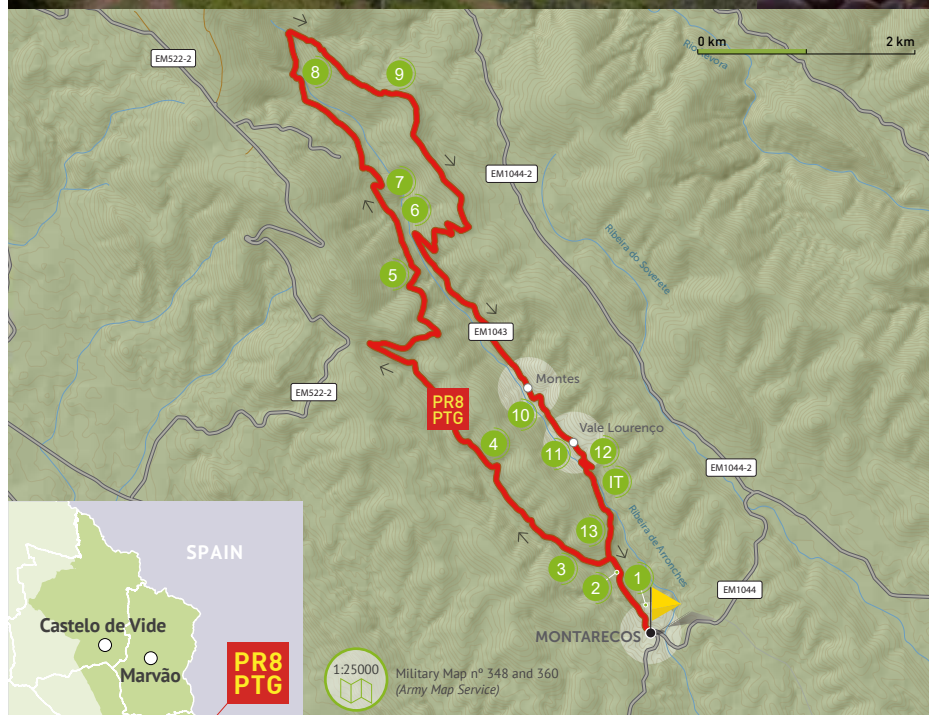 0 km
2 km
Rio Xévora
EM522-2
8
9
7
EM1044-2
6
Ribeira do Soverete
5
EM1043
Montes
EM522-2
PR8
PTG
10
Vale Lourenço
4
11
12
EM1044-2
IT
Ribeira de Arronches
13
SPAIN
3
2
1
EM1044
Castelo de Vide
MONTARECOS
Marvão
PR8
PTG
1:25000
Military Map nº 348 and 360
(Army Map Service)